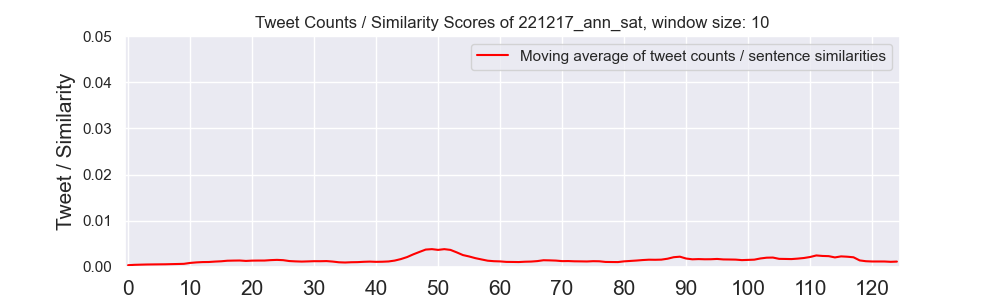 Tweet Counts / Similarity Scores of 221217_ann_sat, window size: 10
Moving average of tweet counts / sentence similarities
Tweet / Similarity
0.05
0.04
0.03
0.02
0.01
0.00
0 10 20 30 40 50 60 70 80 90 100 110 120